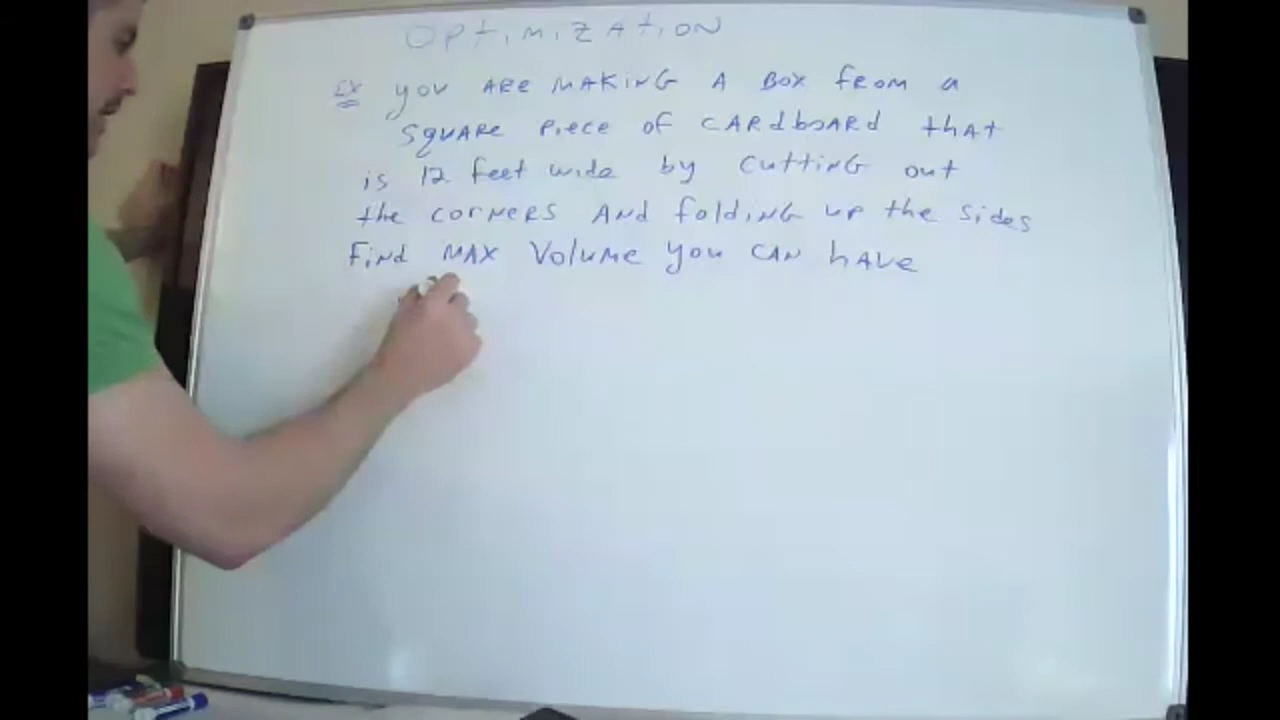 OPtiMiZAtiON
EX you ARe MAKiNG A Box from a
SQUARe Piece of CARdboARd thAt
is 12 feet wide by cuttiNG out
the corNeRS ANd foldiNG up the sides
FiNd MAX Volume you CAN hAve